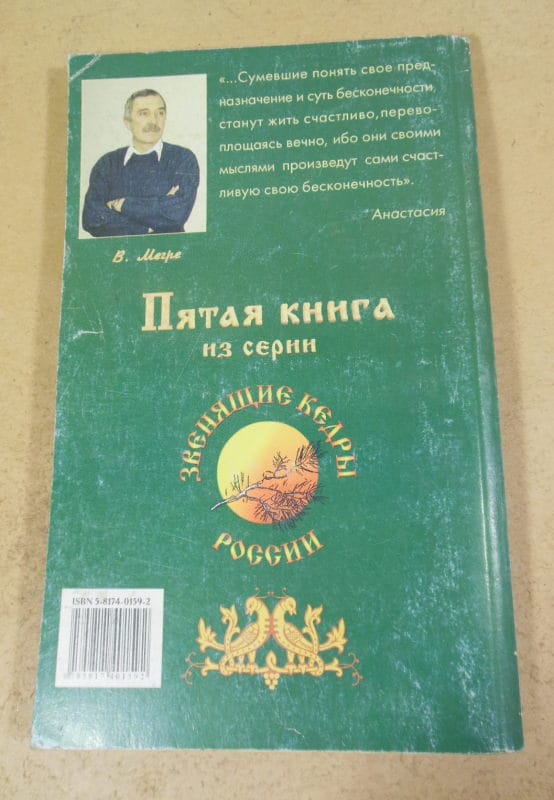 «...Сумевшие понять свое пред-
назначение и суть бесконечности,
станут жить счастливо, перево-
площаясь вечно, ибо они своими
мыслями произведут сами счаст-
ливую свою бесконечность».
Анастасия
В. Мегре
Пятая книга
из серии
ЗВЕНЯЩИЕ КЕДРЫ
РОССИИ
ISBN 5-8174-0159-2